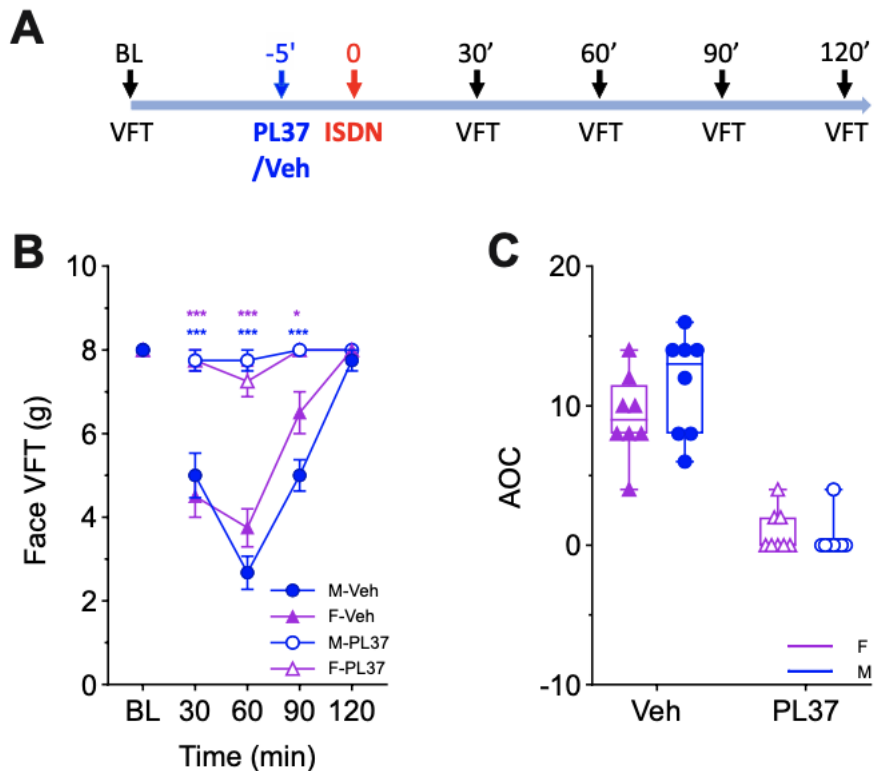 A
BL -5' 0 30’ 60’ 90’ 120’
VFT PL37 ISDN VFT VFT VFT VFT
/Veh
B
10
8
6
4
2
0
Face VFT (g)
*** *** *
*** *** ***
M-Veh
F-Veh
M-PL37
F-PL37
BL 30 60 90 120
Time (min)
C
20
10
0
-10
AOC
F
M
Veh PL37